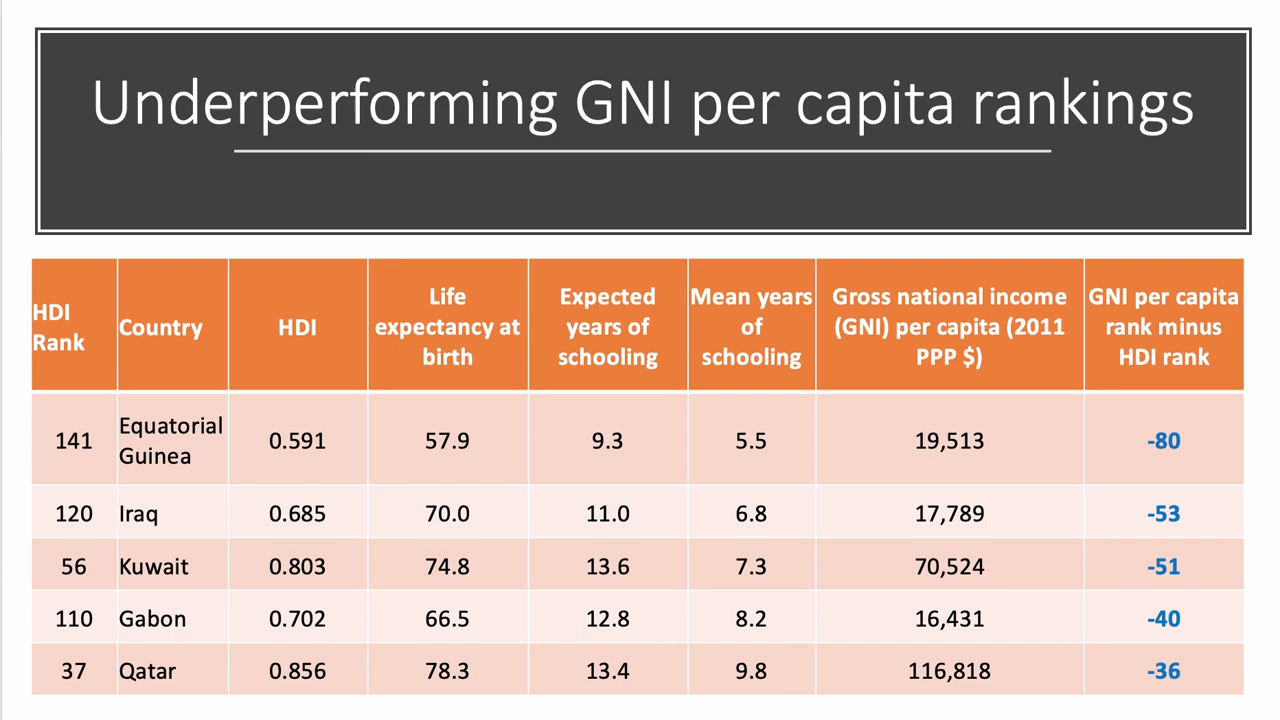 Underperforming GNI per capita rankings
HDI
Rank
Country
HDI
Life
expectancy at
birth
Expected
years of
schooling
Mean years
of
schooling
Gross national income
(GNI) per capita (2011
PPP $)
GNI per capita
rank minus
HDI rank
141 Equatorial Guinea 0.591 57.9 9.3 5.5 19,513 -80
120 Iraq 0.685 70.0 11.0 6.8 17,789 -53
56 Kuwait 0.803 74.8 13.6 7.3 70,524 -51
110 Gabon 0.702 66.5 12.8 8.2 16,431 -40
37 Qatar 0.856 78.3 13.4 9.8 116,818 -36